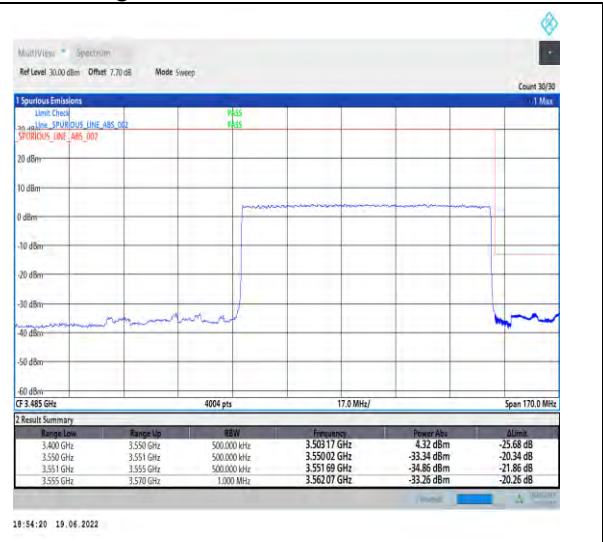 MultiView Spectrum
Ref Level 30.00 dBm Offset 7.70 dB Mode Sweep
Count 30/30
1 Spurious Emissions 1 Max
Limit Check PASS
Line_SPURIOUS_LINE_ABS_002 PASS
_SPURIOUS_LINE_ABS_002
20 dBm
10 dBm
0 dBm
-10 dBm
-20 dBm
-30 dBm
-40 dBm
-50 dBm
-60 dBm
CF 3.485 GHz 4004 pts 17.0 MHz/ Span 170.0 MHz
2 Result Summary
Range Low Range Up RBW Frequency Power Abs ΔLimit
3.400 GHz 3.550 GHz 500.000 kHz 3.50317 GHz 4.32 dBm -25.68 dB
3.550 GHz 3.551 GHz 500.000 kHz 3.55002 GHz -33.34 dBm -20.34 dB
3.551 GHz 3.555 GHz 500.000 kHz 3.55169 GHz -34.86 dBm -21.86 dB
3.555 GHz 3.570 GHz 1.000 MHz 3.56207 GHz -33.26 dBm -20.26 dB
18:54:20 19.06.2022